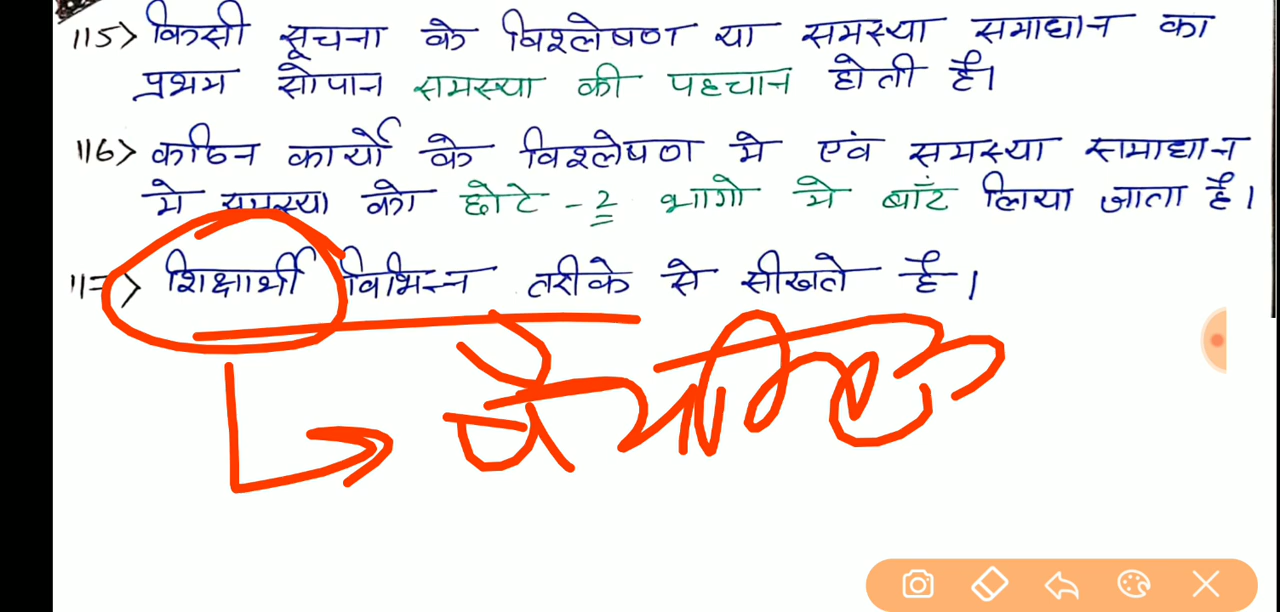 115> किसी सूचना के विश्लेषण या समस्या समाधान का
प्रथम सोपान समस्या की पहचान होती है।
116> कठिन कार्यो के विश्लेषण मे एवं समस्या समाधान
मे समस्या को छोटे - 2 भागो मे बाँट लिया जाता है।
117> शिक्षार्थी विभिन्न तरीके से सीखते है।